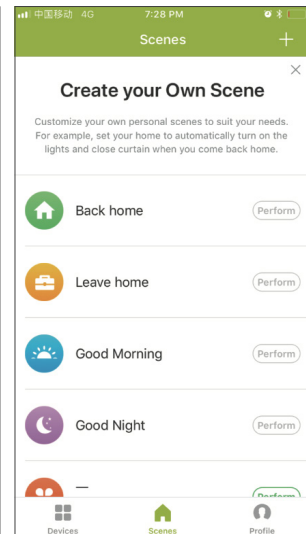 中国移动 4G 7:28 PM
Scenes +
Create your Own Scene
Customize your own personal scenes to suit your needs.
For example, set your home to automatically turn on the
lights and close curtain when you come back home.
Back home Perform
Leave home Perform
Good Morning Perform
Good Night Perform
一 Perform
Devices Scenes Profile